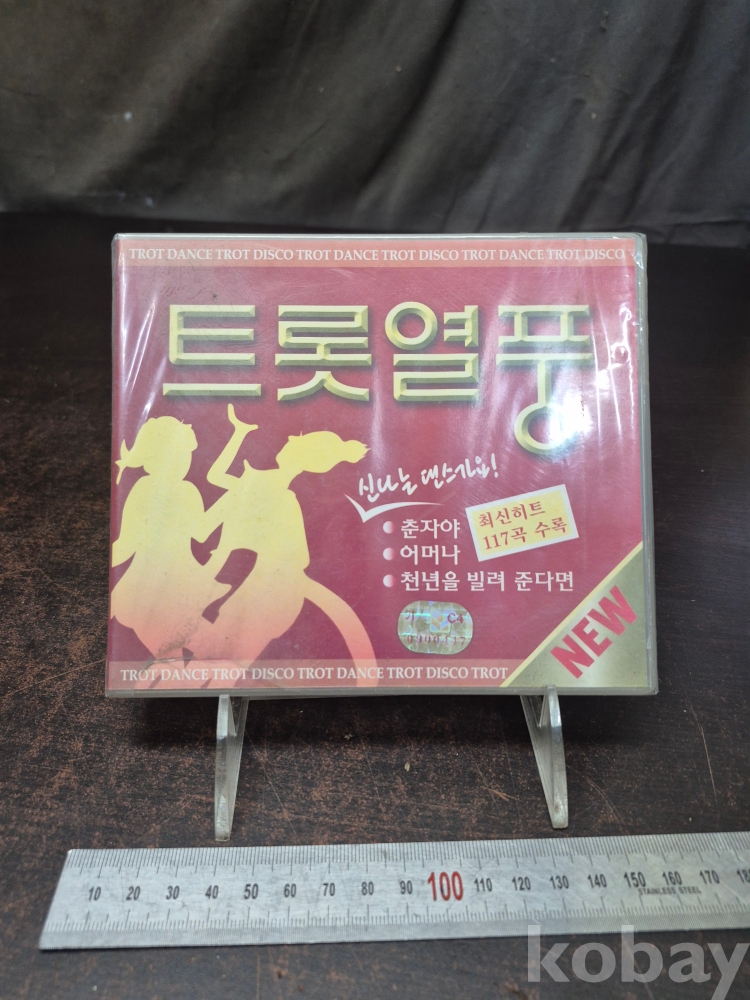 TROT DANCE TROT DISCO TROT DANCE TROT DISCO TROT DANCE TROT DISCO
트롯열풍
신나는 댄스가요!
춘자야
어머나
천년을 빌려 준다면
최신히트
117곡 수록
NEW
TROT DANCE TROT DISCO TROT DANCE TROT DISCO TROT
10 20 30 40 50 60 70 80 90 100 110 120 130 140 150 160 170
STAINLESS STEEL
kobay